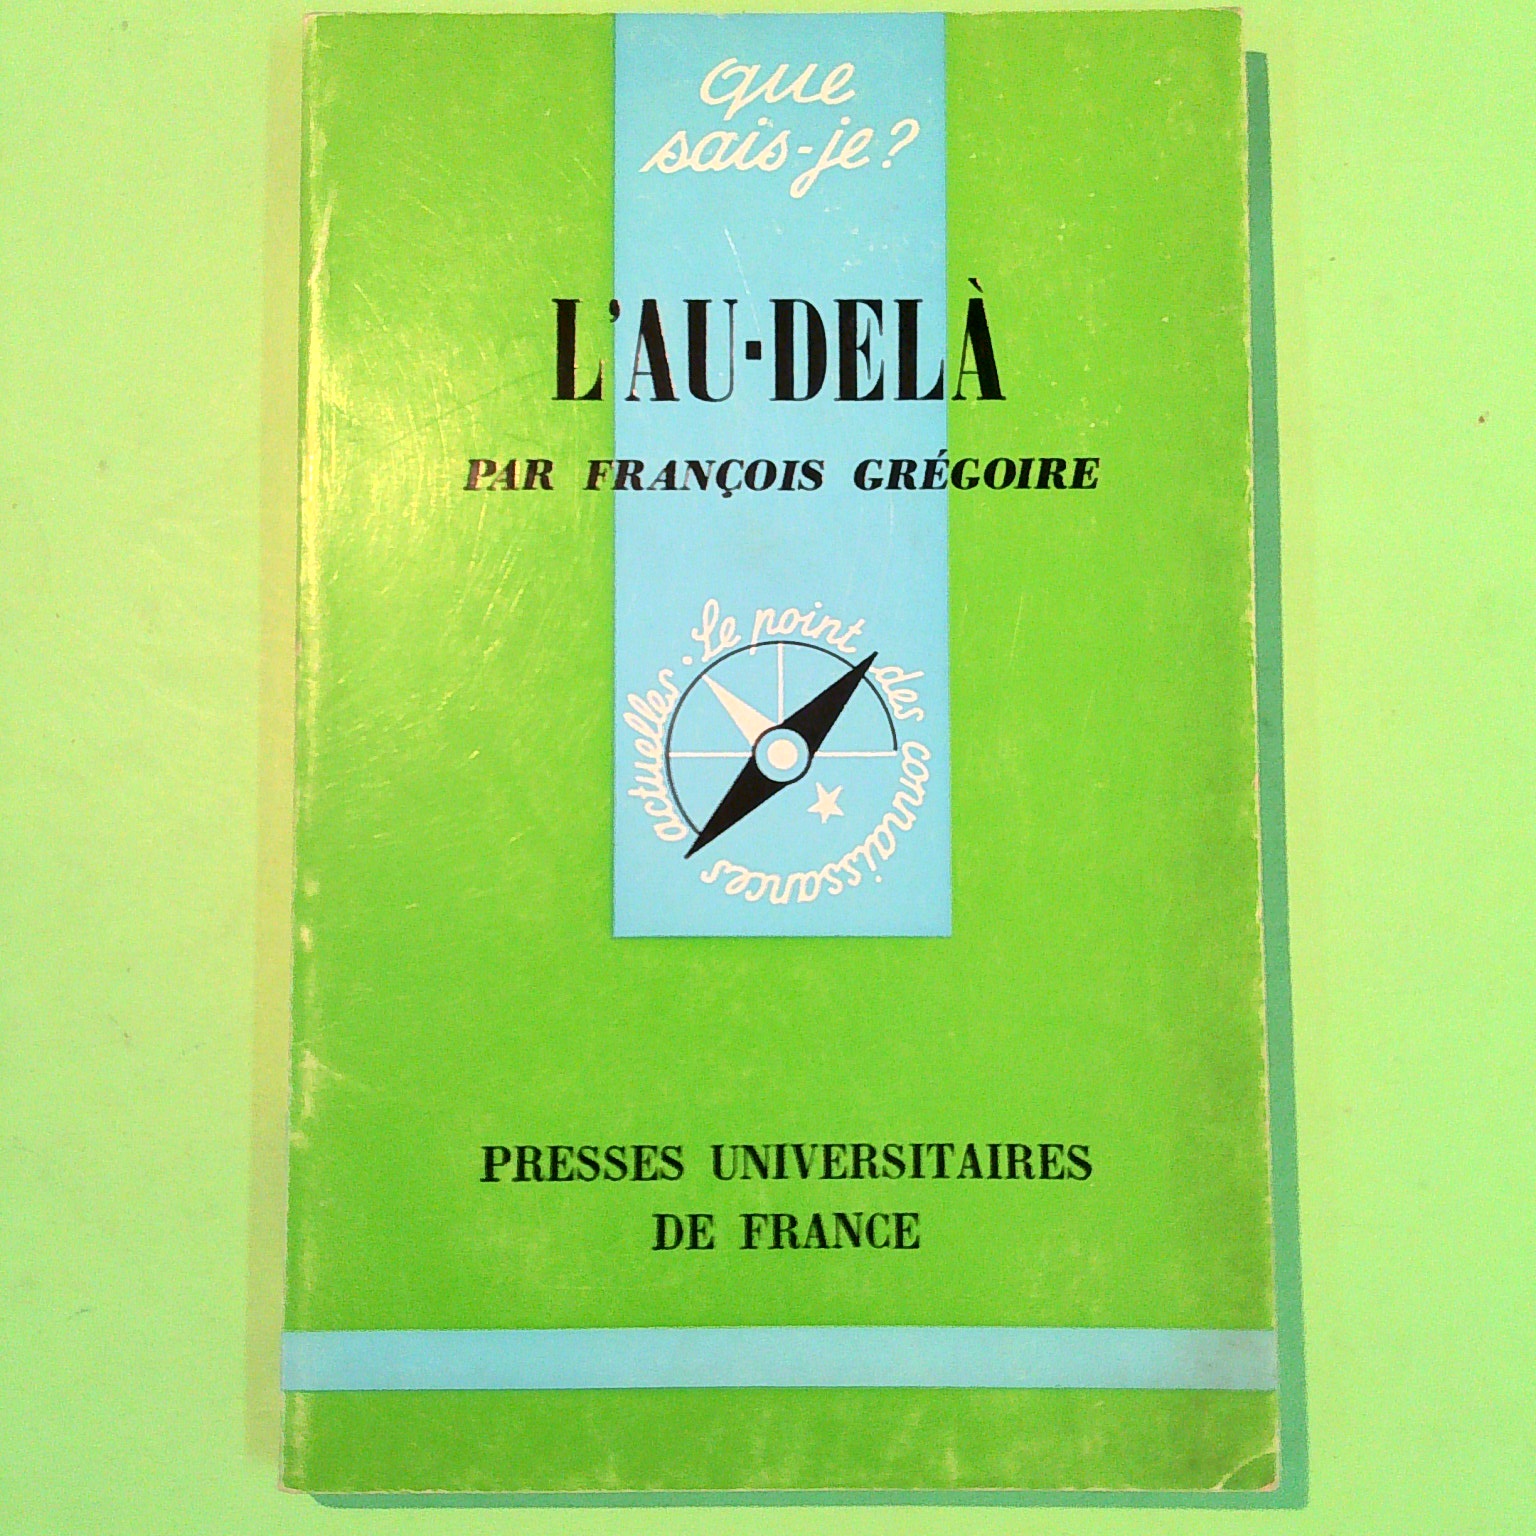 que
sais-je?
L'AU-DELÀ
PAR FRANÇOIS GRÉGOIRE
Le point des connaissances actuelles.
PRESSES UNIVERSITAIRES
DE FRANCE